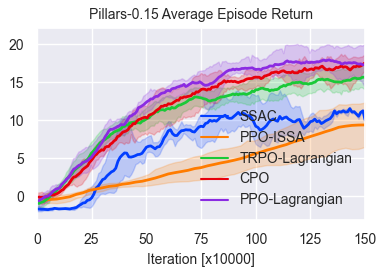 Pillars-0.15 Average Episode Return
20
15
10
5
0
SSAC
PPO-ISSA
TRPO-Lagrangian
CPO
PPO-Lagrangian
0 25 50 75 100 125 150
Iteration [x10000]